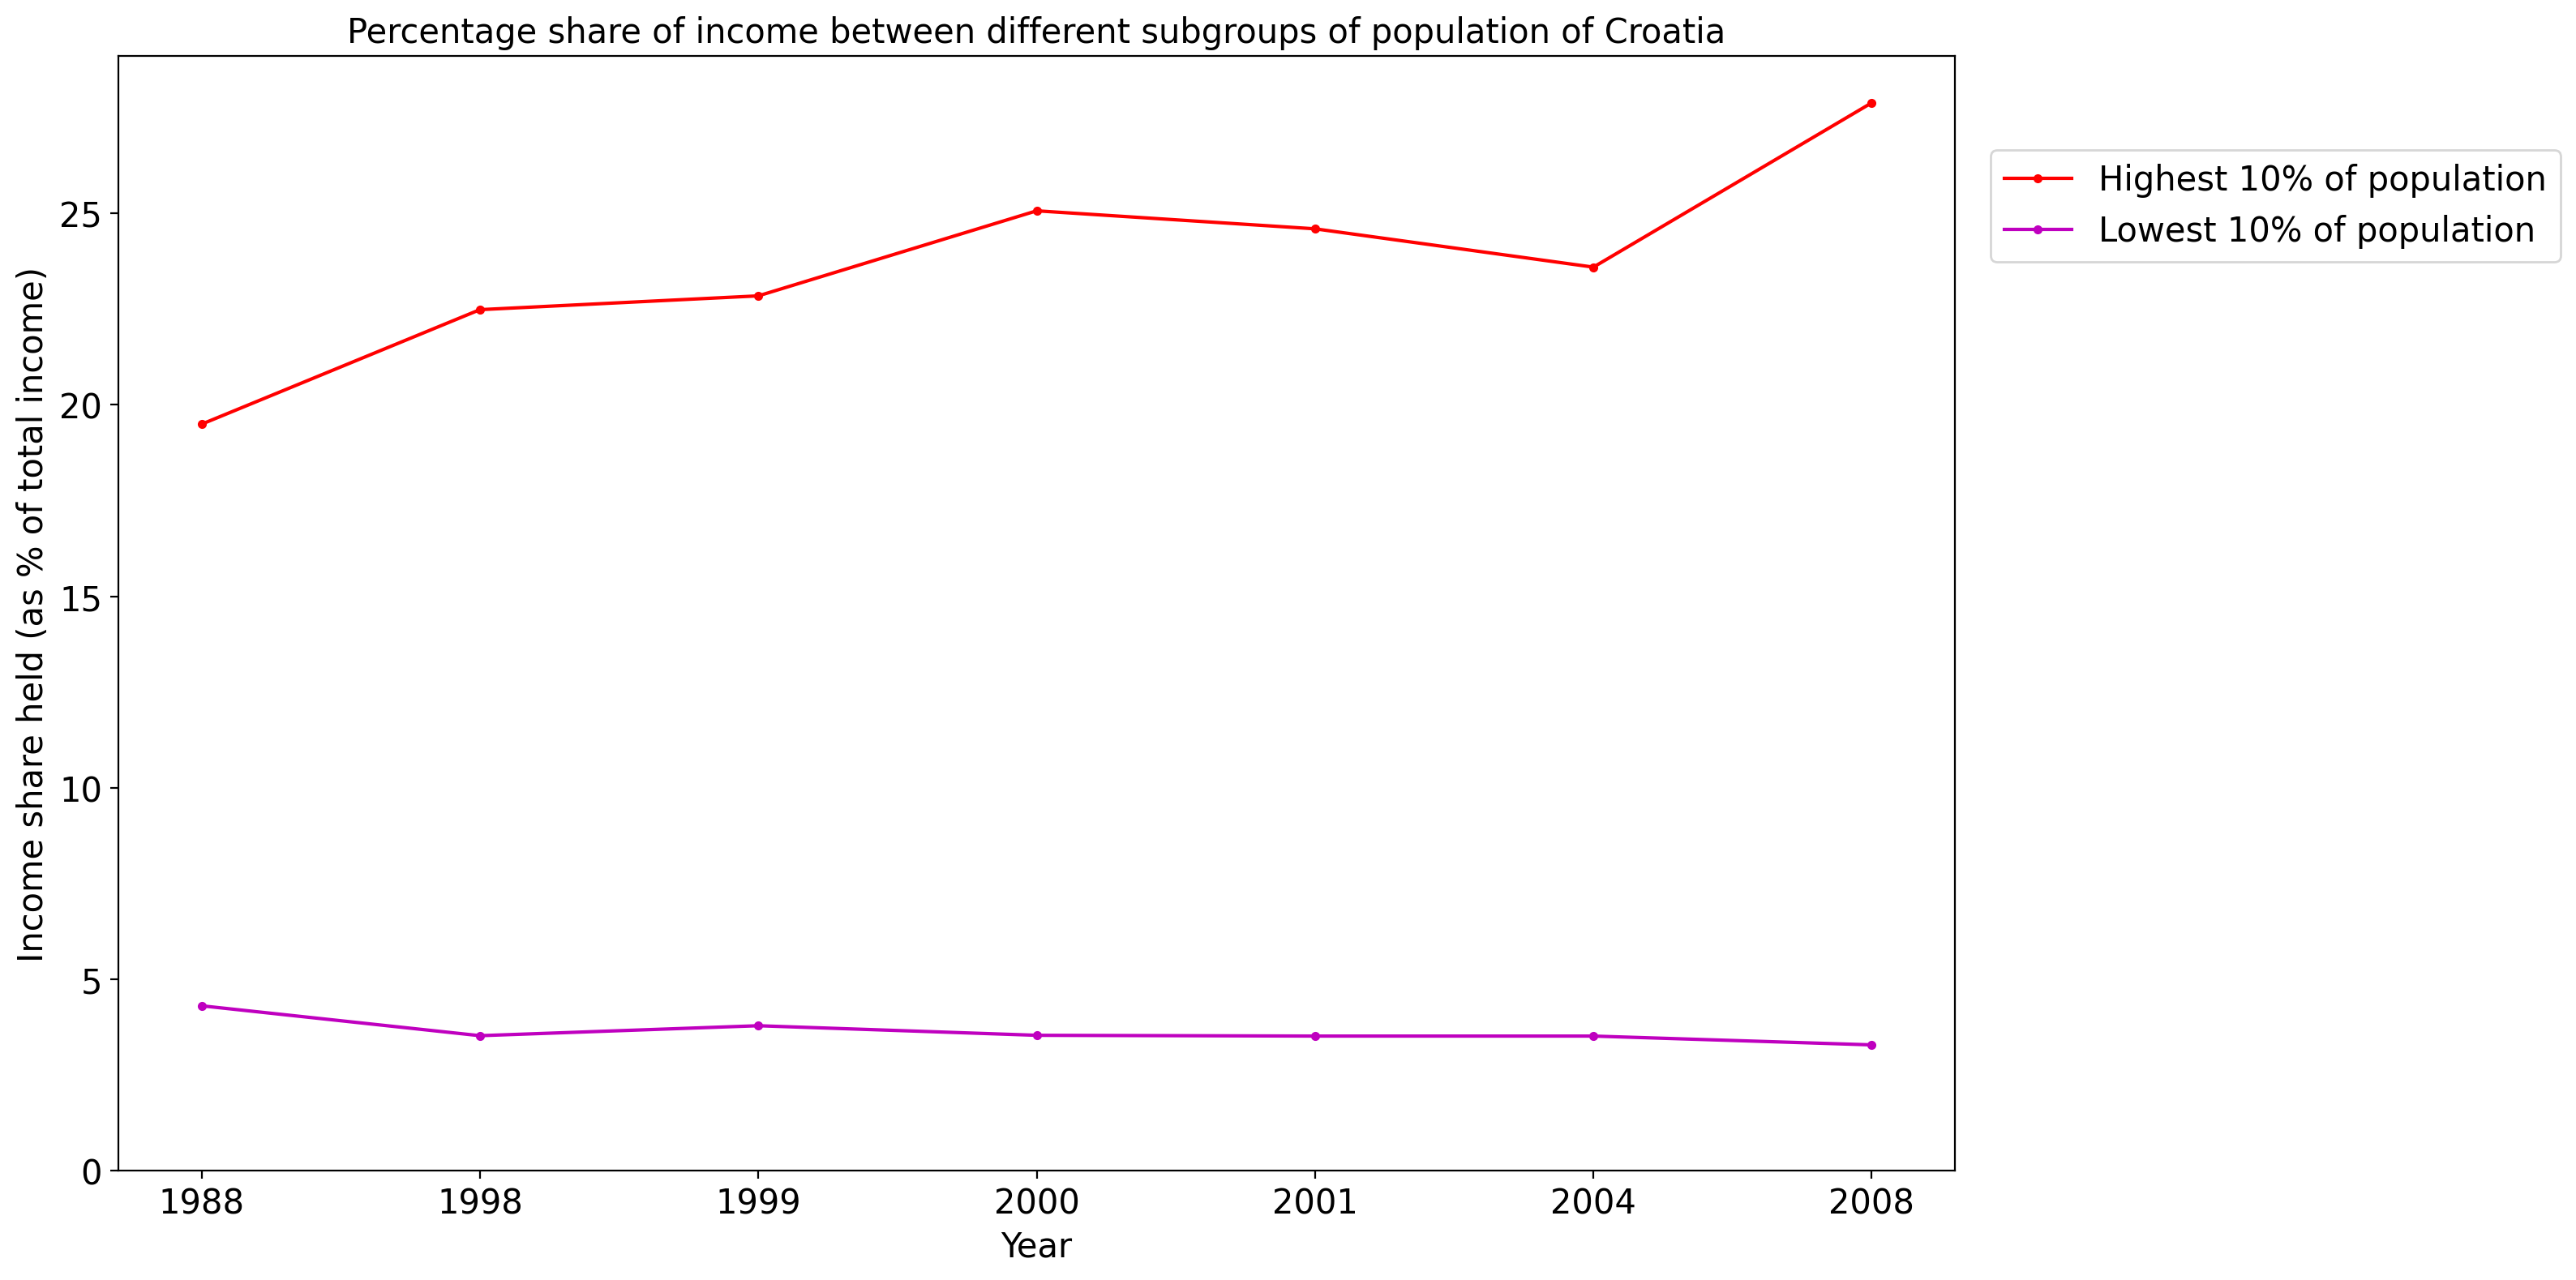 Percentage share of income between different subgroups of population of Croatia
Income share held (as % of total income)
25
20
15
10
5
0
1988 1998 1999 2000 2001 2004 2008
Year
Highest 10% of population
Lowest 10% of population